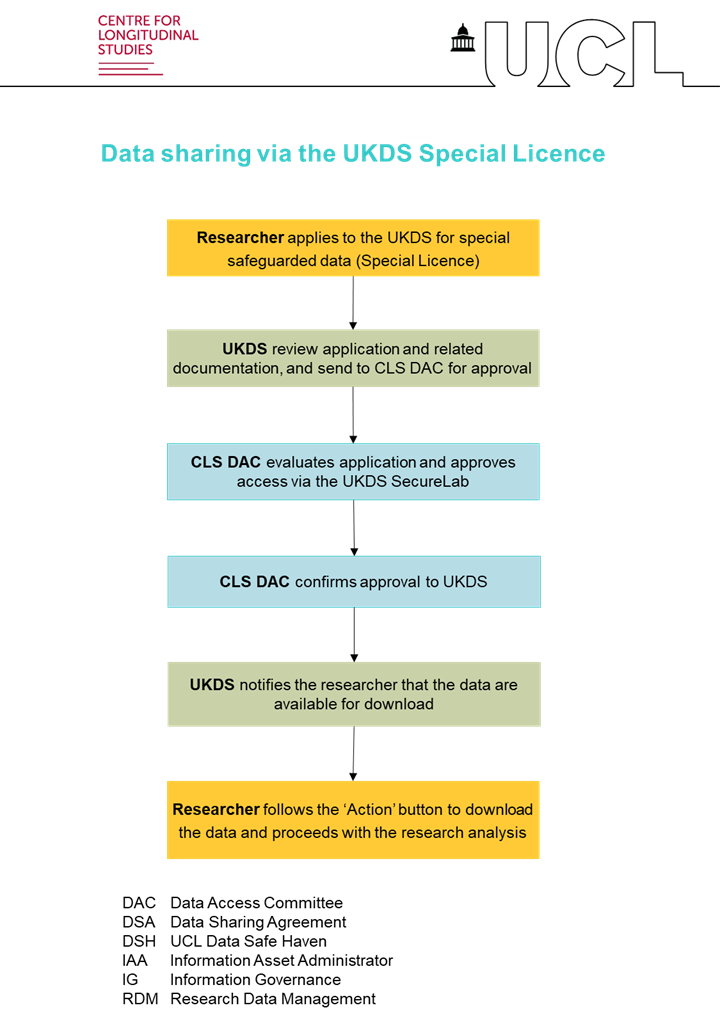 CENTRE FOR
LONGITUDINAL
STUDIES
UCL
Data sharing via the UKDS Special Licence
Researcher applies to the UKDS for special
safeguarded data (Special Licence)
UKDS review application and related
documentation, and send to CLS DAC for approval
CLS DAC evaluates application and approves
access via the UKDS SecureLab
CLS DAC confirms approval to UKDS
UKDS notifies the researcher that the data are
available for download
Researcher follows the ‘Action’ button to download
the data and proceeds with the research analysis
DAC Data Access Committee
DSA Data Sharing Agreement
DSH UCL Data Safe Haven
IAA Information Asset Administrator
IG Information Governance
RDM Research Data Management